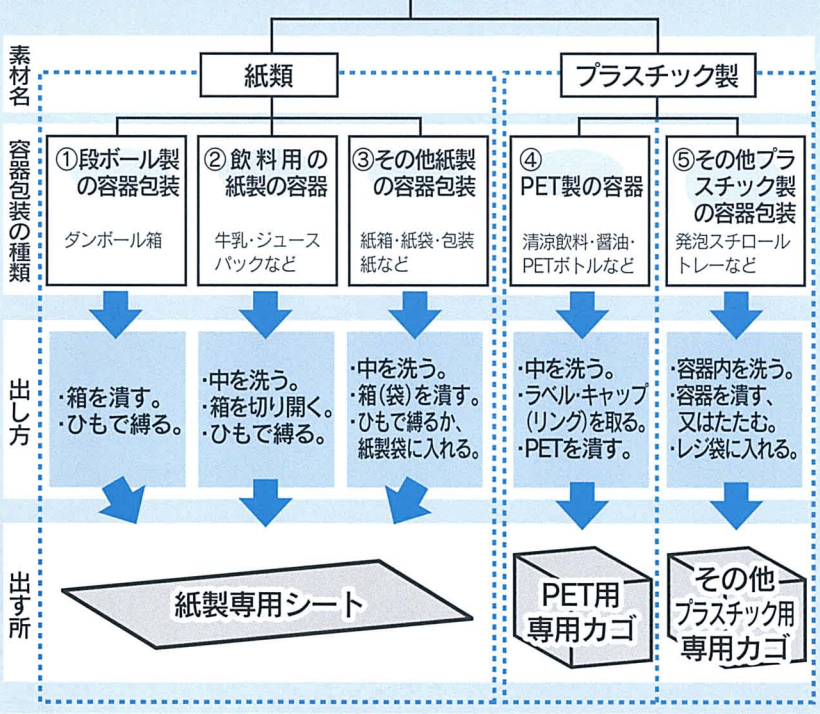 素材名
紙類
プラスチック製
容器包装の種類
①段ボール製
の容器包装
ダンボール箱
②飲料用の
紙製の容器
牛乳・ジュース
パックなど
③その他紙製
の容器包装
紙箱・紙袋・包装
紙など
④
PET製の容器
清涼飲料・醤油・
PETボトルなど
⑤その他プラ
スチック製
の容器包装
発泡スチロール
トレーなど
出し方
・箱を潰す。
・ひもで縛る。
・中を洗う。
・箱を切り開く。
・ひもで縛る。
・中を洗う。
・箱(袋)を潰す。
・ひもで縛るか、
紙製袋に入れる。
・中を洗う。
・ラベル・キャップ
(リング)を取る。
・PETを潰す。
・容器内を洗う。
・容器を潰す、
又はたたむ。
・レジ袋に入れる。
出す所
紙製専用シート
PET用
専用カゴ
その他
プラスチック用
専用カゴ